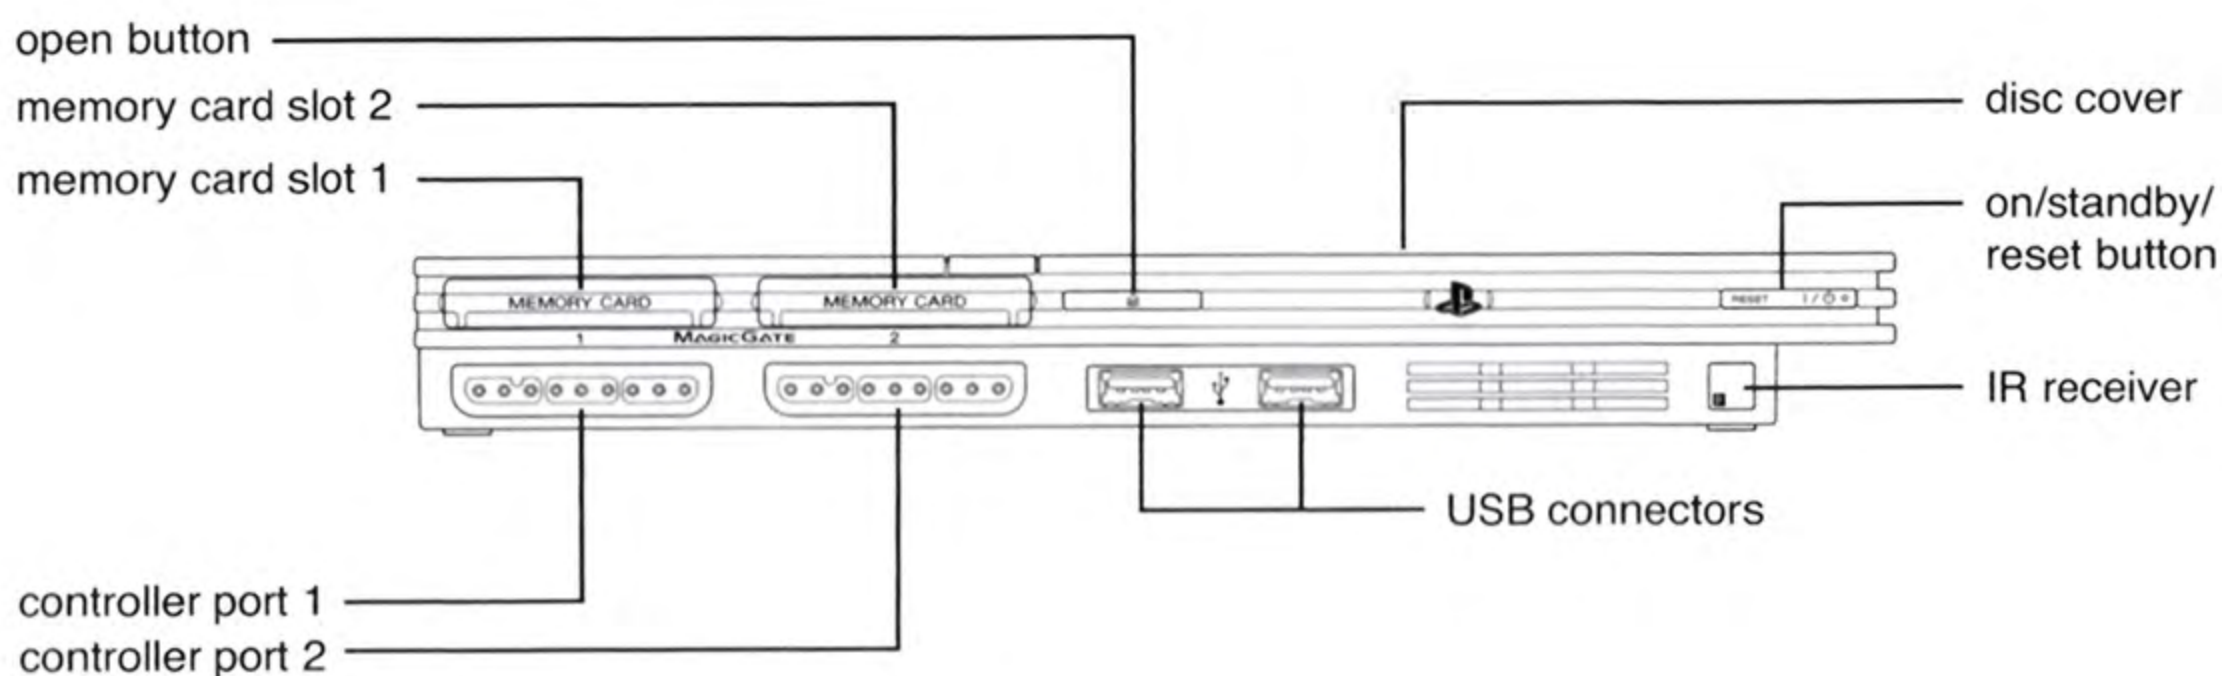 open button
memory card slot 2
memory card slot 1
disc cover
on/standby/
reset button
MEMORY CARD
MEMORY CARD
RESET
1
MAGICGATE
2
IR receiver
USB connectors
controller port 1
controller port 2